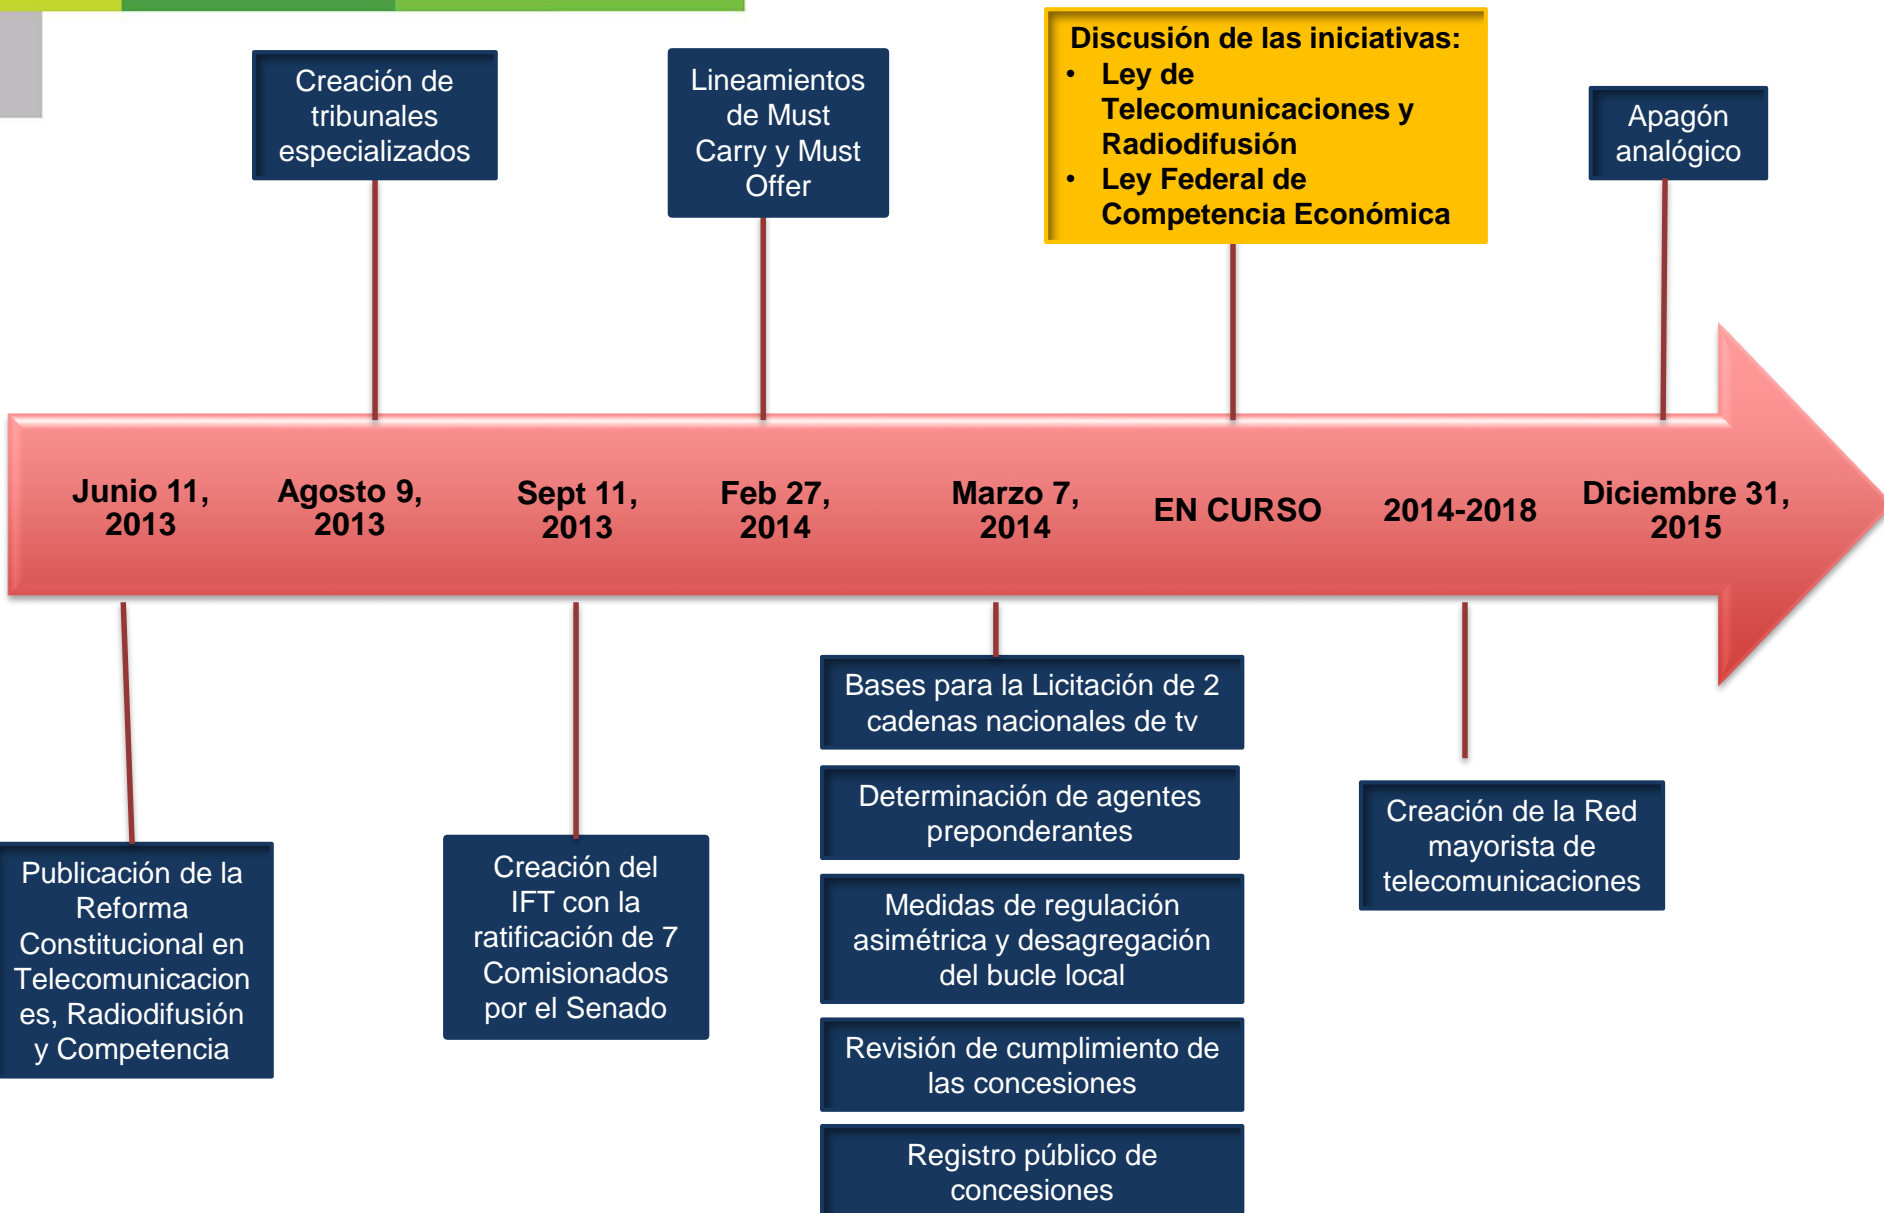 Creación de
tribunales
especializados
Lineamientos
de Must
Carry y Must
Offer
Discusión de las iniciativas:
• Ley de
Telecomunicaciones y
Radiodifusión
• Ley Federal de
Competencia Económica
Apagón
analógico
Junio 11,
2013
Agosto 9,
2013
Sept 11,
2013
Feb 27,
2014
Marzo 7,
2014
EN CURSO
2014-2018
Diciembre 31,
2015
Publicación de la
Reforma
Constitucional en
Telecomunicacion
es, Radiodifusión
y Competencia
Creación del
IFT con la
ratificación de 7
Comisionados
por el Senado
Bases para la Licitación de 2
cadenas nacionales de tv
Determinación de agentes
preponderantes
Medidas de regulación
asimétrica y desagregación
del bucle local
Revisión de cumplimiento de
las concesiones
Registro público de
concesiones
Creación de la Red
mayorista de
telecomunicaciones